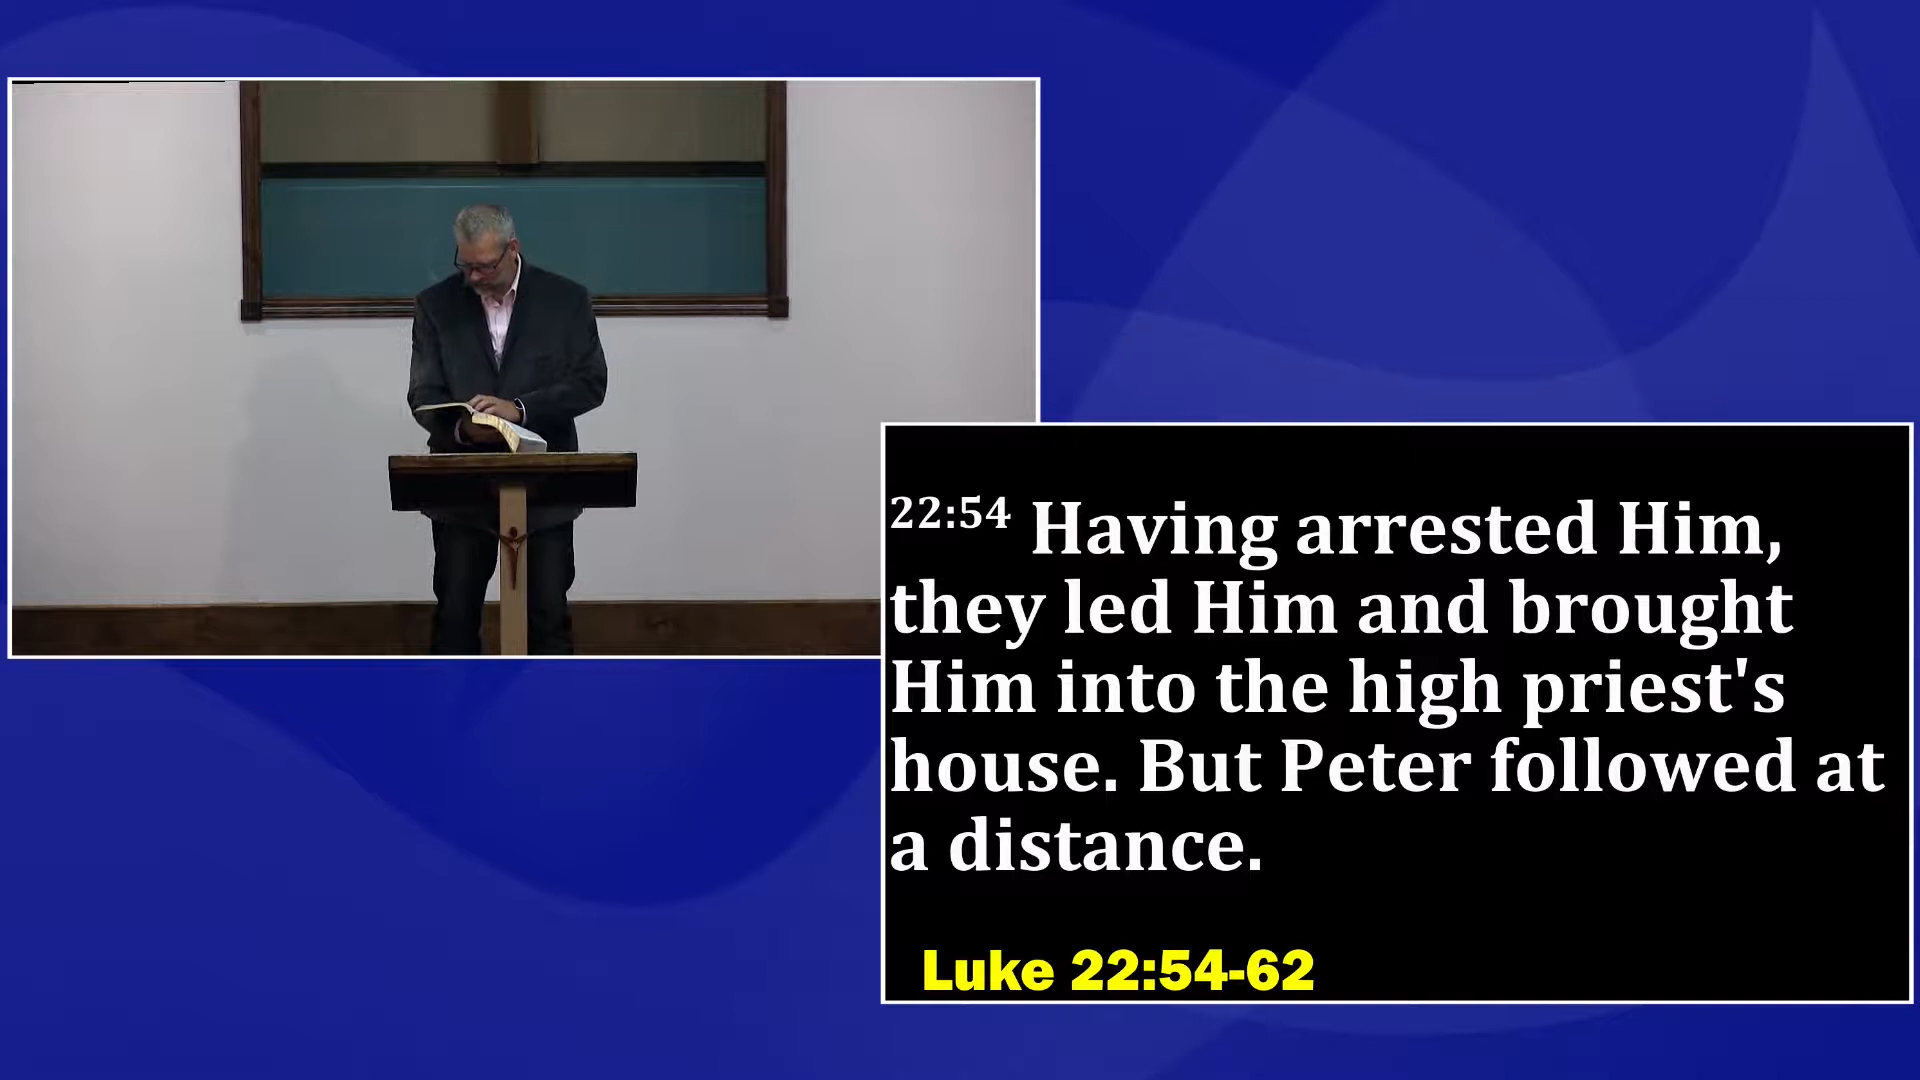 22:54 Having arrested Him,
they led Him and brought
Him into the high priest's
house. But Peter followed at
a distance.
Luke 22:54-62